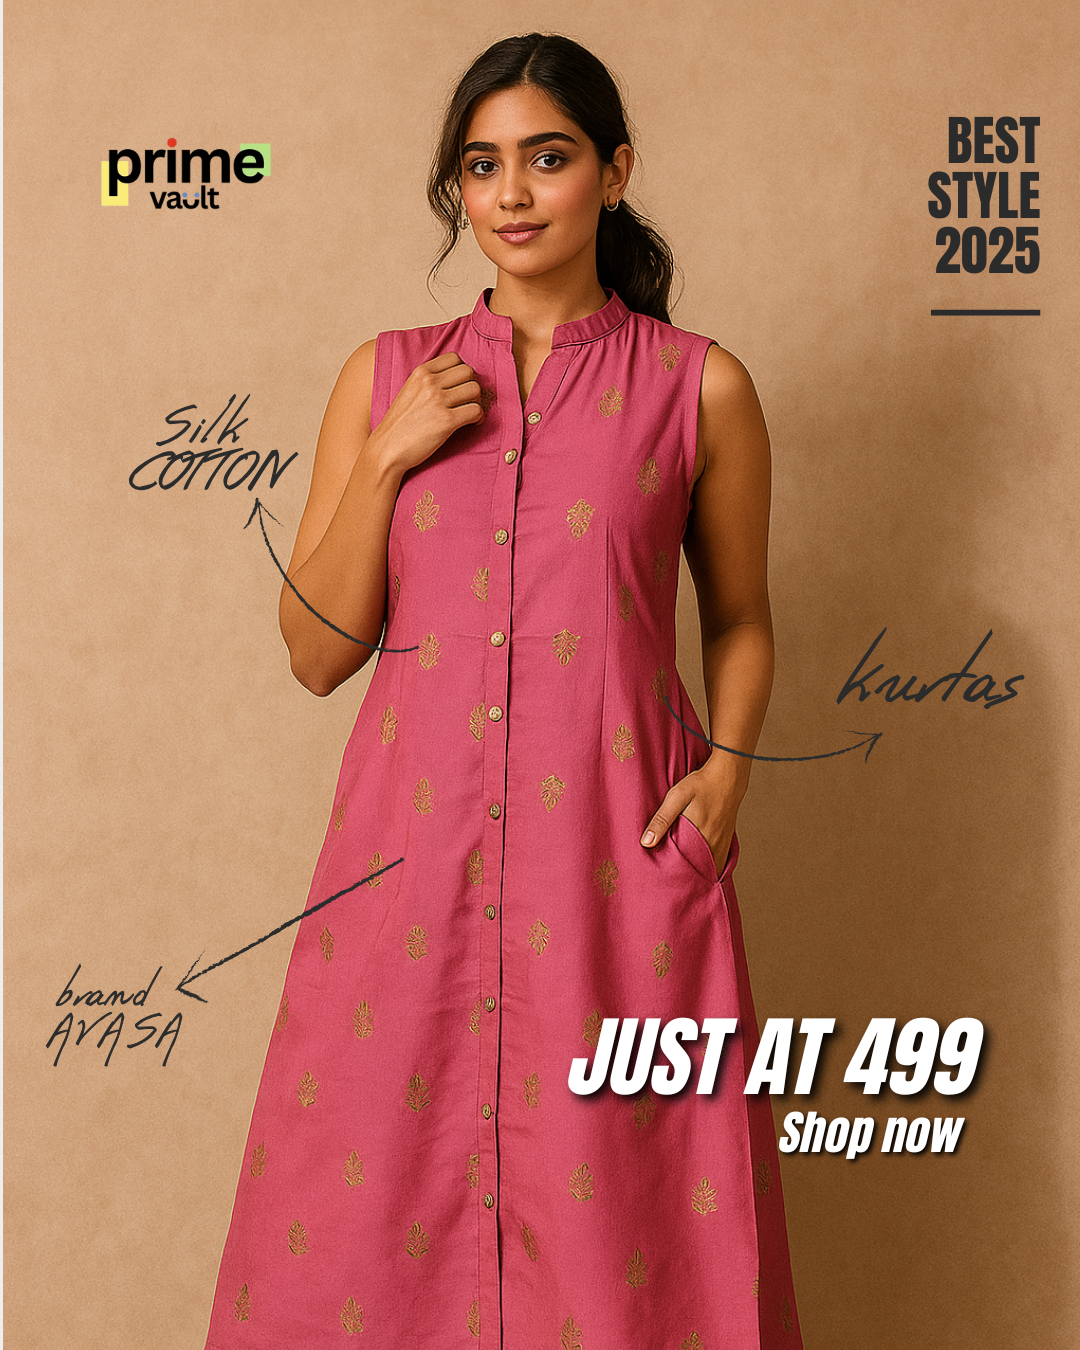 prime
vault
BEST
STYLE
2025
Silk
COTTON
kurtas
brand
AVASA
JUST AT 499
Shop now